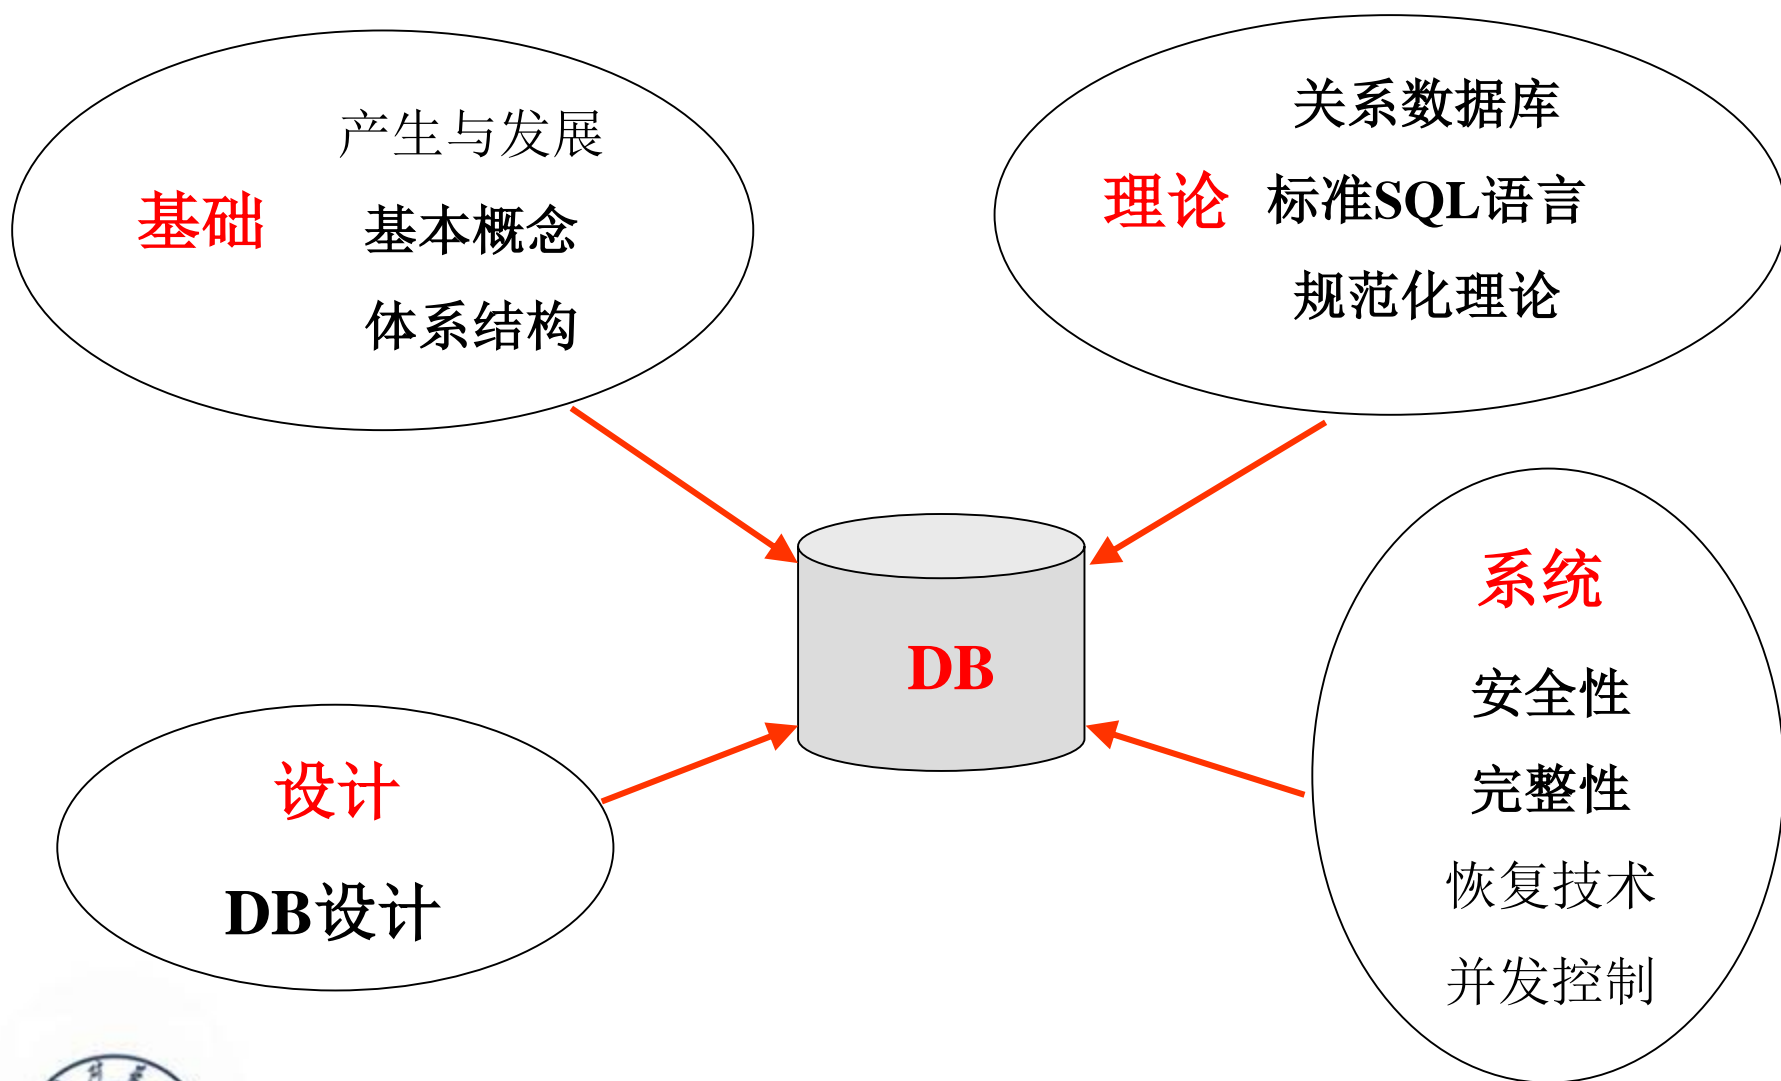 产生与发展
基础
基本概念
体系结构
关系数据库
理论
标准SQL语言
规范化理论
DB
系统
安全性
完整性
恢复技术
并发控制
设计
DB设计